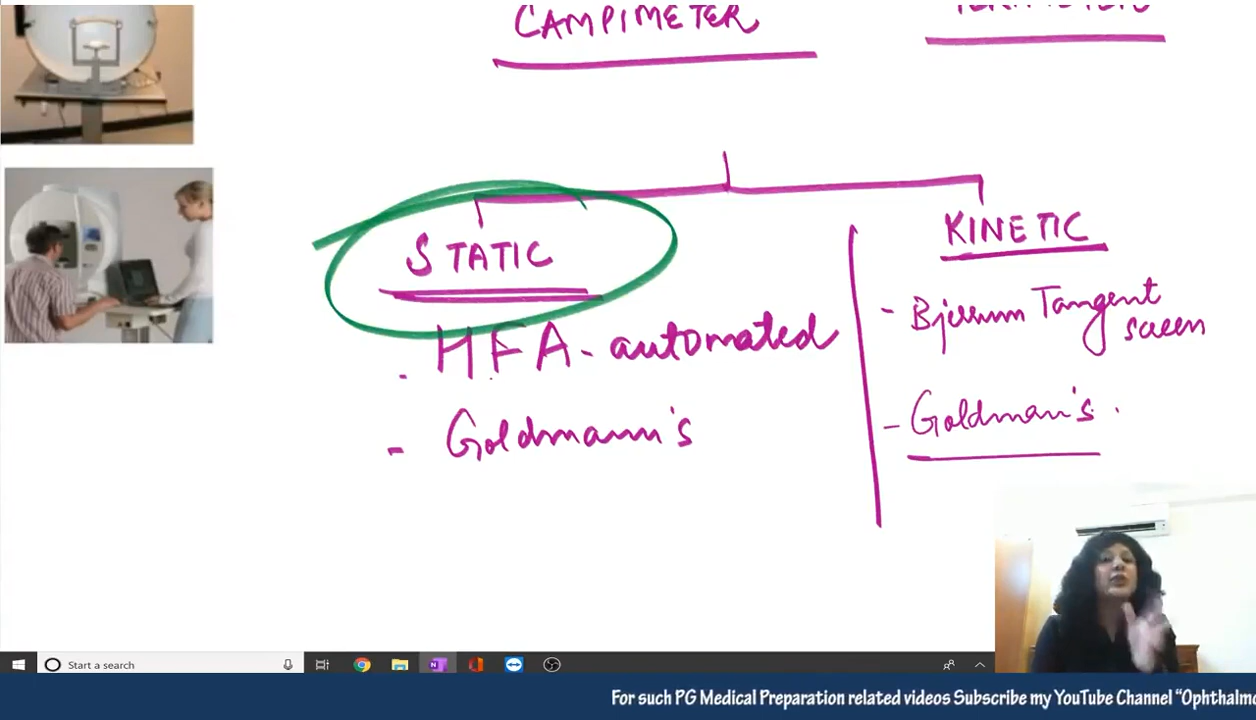 CAMPIMETER
STATIC
- HFA - automated
- Goldmann's
KINETIC
- Bjerrum Tangent
screen
- Goldman's
Start a search
For such PG Medical Preparation related videos Subscribe my YouTube Channel "Ophthalmo